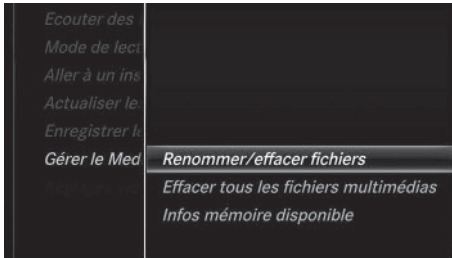 Ecouter des
Mode de lect
Aller à un ins
Actualiser le
Enregistrer l
Gérer le Med
Renommer/effacer fichiers
Effacer tous les fichiers multimédias
Infos mémoire disponible